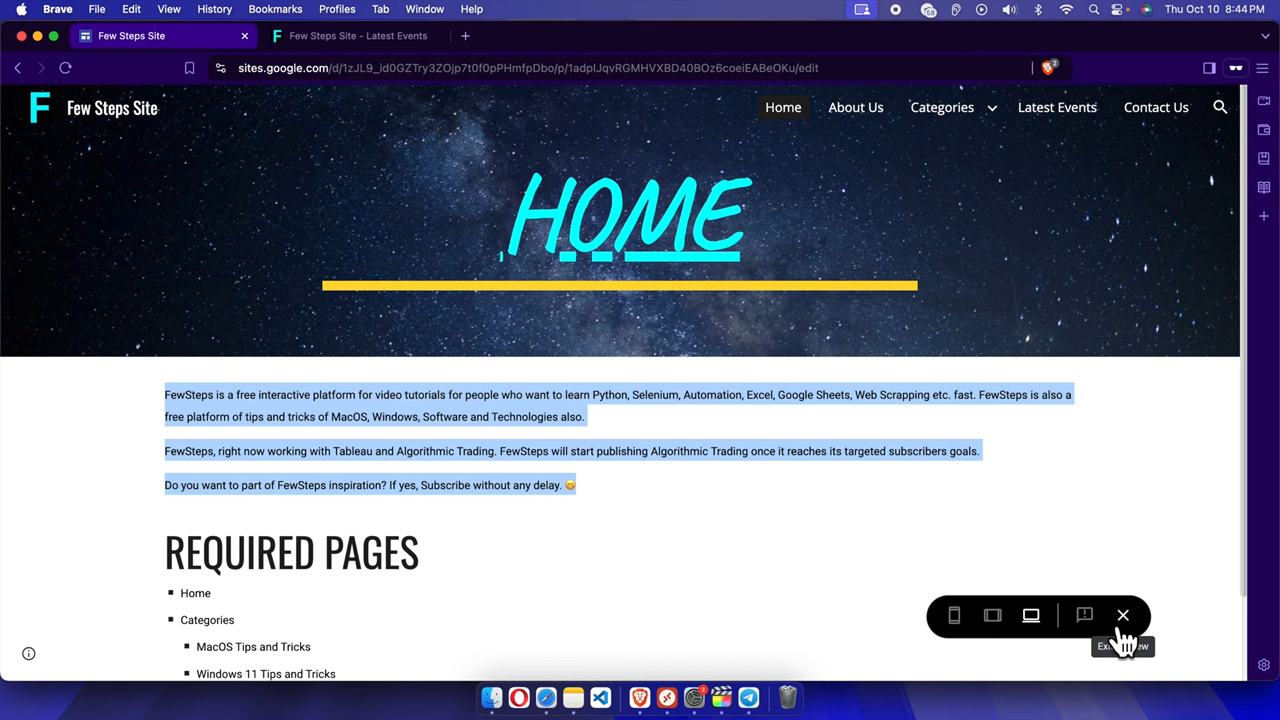 Brave File Edit View History Bookmarks Profiles Tab Window Help
58
Thu Oct 10 8:44PM
Few Steps Site
Few Steps Site - Latest Events
sites.google.com/d/1zJL9_id0GZTry3ZOjp7t0f0pPHmfpDbo/p/1adpIJqvRGMHVXBD40BOz6coeiEABeOKu/edit
2
F Few Steps Site
Home About Us Categories Latest Events Contact Us
HOME
FewSteps is a free interactive platform for video tutorials for people who want to learn Python, Selenium, Automation, Excel, Google Sheets, Web Scrapping etc. fast. FewSteps is also a
free platform of tips and tricks of MacOS, Windows, Software and Technologies also.
FewSteps, right now working with Tableau and Algorithmic Trading. FewSteps will start publishing Algorithmic Trading once it reaches its targeted subscribers goals.
Do you want to part of FewSteps inspiration? If yes, Subscribe without any delay. 😁
REQUIRED PAGES
Home
Categories
MacOS Tips and Tricks
Windows 11 Tips and Tricks